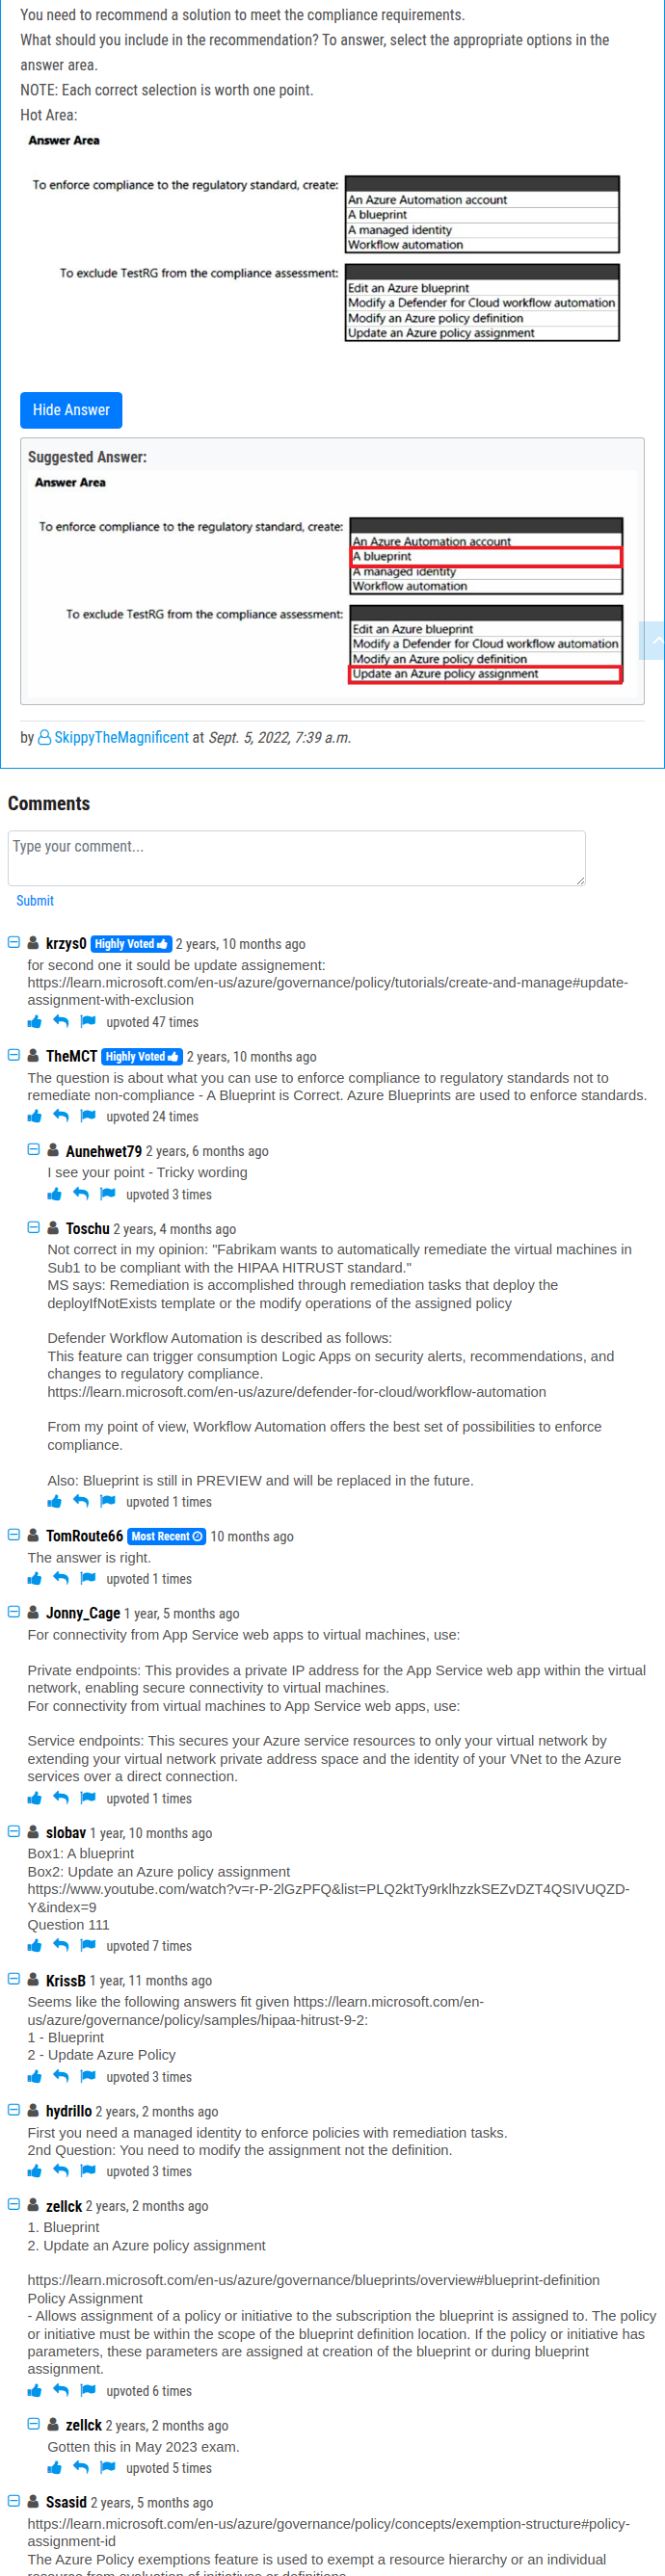 You need to recommend a solution to meet the compliance requirements.
What should you include in the recommendation? To answer, select the appropriate options in the
answer area.
NOTE: Each correct selection is worth one point.
Hot Area:
Answer Area
To enforce compliance to the regulatory standard, create:
An Azure Automation account
A blueprint
A managed identity
Workflow automation
To exclude TestRG from the compliance assessment:
Edit an Azure blueprint
Modify a Defender for Cloud workflow automation
Modify an Azure policy definition
Update an Azure policy assignment
Hide Answer
Suggested Answer:
Answer Area
To enforce compliance to the regulatory standard, create:
An Azure Automation account
A blueprint
A managed identity
Workflow automation
To exclude TestRG from the compliance assessment:
Edit an Azure blueprint
Modify a Defender for Cloud workflow automation
Modify an Azure policy definition
Update an Azure policy assignment
by SkippyTheMagnificent at Sept. 5, 2022, 7:39 a.m.
Comments
Type your comment...
Submit
krzys0 Highly Voted 2 years, 10 months ago
for second one it sould be update assignement:
https://learn.microsoft.com/en-us/azure/governance/policy/tutorials/create-and-manage#update-
assignment-with-exclusion
upvoted 47 times
TheMCT Highly Voted 2 years, 10 months ago
The question is about what you can use to enforce compliance to regulatory standards not to
remediate non-compliance - A Blueprint is Correct. Azure Blueprints are used to enforce standards.
upvoted 24 times
Aunehwet79 2 years, 6 months ago
I see your point - Tricky wording
upvoted 3 times
Toschu 2 years, 4 months ago
Not correct in my opinion: "Fabrikam wants to automatically remediate the virtual machines in
Sub1 to be compliant with the HIPAA HITRUST standard."
MS says: Remediation is accomplished through remediation tasks that deploy the
deployIfNotExists template or the modify operations of the assigned policy
Defender Workflow Automation is described as follows:
This feature can trigger consumption Logic Apps on security alerts, recommendations, and
changes to regulatory compliance.
https://learn.microsoft.com/en-us/azure/defender-for-cloud/workflow-automation
From my point of view, Workflow Automation offers the best set of possibilities to enforce
compliance.
Also: Blueprint is still in PREVIEW and will be replaced in the future.
upvoted 1 times
TomRoute66 Most Recent 10 months ago
The answer is right.
upvoted 1 times
Jonny_Cage 1 year, 5 months ago
For connectivity from App Service web apps to virtual machines, use:
Private endpoints: This provides a private IP address for the App Service web app within the virtual
network, enabling secure connectivity to virtual machines.
For connectivity from virtual machines to App Service web apps, use:
Service endpoints: This secures your Azure service resources to only your virtual network by
extending your virtual network private address space and the identity of your VNet to the Azure
services over a direct connection.
upvoted 1 times
slobav 1 year, 10 months ago
Box1: A blueprint
Box2: Update an Azure policy assignment
https://www.youtube.com/watch?v=r-P-2lGzPFQ&list=PLQ2ktTy9rklhzzkSEZvDZT4QSIVUQZD-
Y&index=9
Question 111
upvoted 7 times
KrissB 1 year, 11 months ago
Seems like the following answers fit given https://learn.microsoft.com/en-
us/azure/governance/policy/samples/hipaa-hitrust-9-2:
1 - Blueprint
2 - Update Azure Policy
upvoted 3 times
hydrillo 2 years, 2 months ago
First you need a managed identity to enforce policies with remediation tasks.
2nd Question: You need to modify the assignment not the definition.
upvoted 3 times
zellck 2 years, 2 months ago
1. Blueprint
2. Update an Azure policy assignment
https://learn.microsoft.com/en-us/azure/governance/blueprints/overview#blueprint-definition
Policy Assignment
- Allows assignment of a policy or initiative to the subscription the blueprint is assigned to. The policy
or initiative must be within the scope of the blueprint definition location. If the policy or initiative has
parameters, these parameters are assigned at creation of the blueprint or during blueprint
assignment.
upvoted 6 times
zellck 2 years, 2 months ago
Gotten this in May 2023 exam.
upvoted 5 times
Ssasid 2 years, 5 months ago
https://learn.microsoft.com/en-us/azure/governance/policy/concepts/exemption-structure#policy-
assignment-id
The Azure Policy exemptions feature is used to exempt a resource hierarchy or an individual
resource from evaluation of initiatives or definitions.